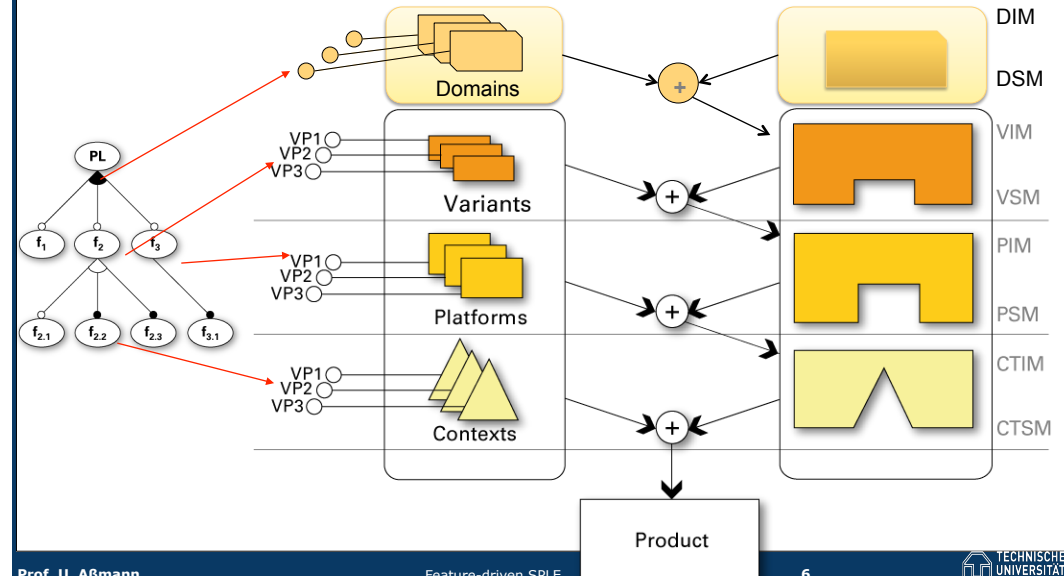 DIM
DSM
Domains
+
PL
f1
f2
f3
f2.1
f2.2
f2.3
f3.1
VP1
VP2
VP3
Variants
+
VIM
VSM
VP1
VP2
VP3
Platforms
+
PIM
PSM
VP1
VP2
VP3
Contexts
+
CTIM
CTSM
Product
Prof. U. Aßmann
Feature-driven SPLE
6
TECHNISCHE
UNIVERSITÄT